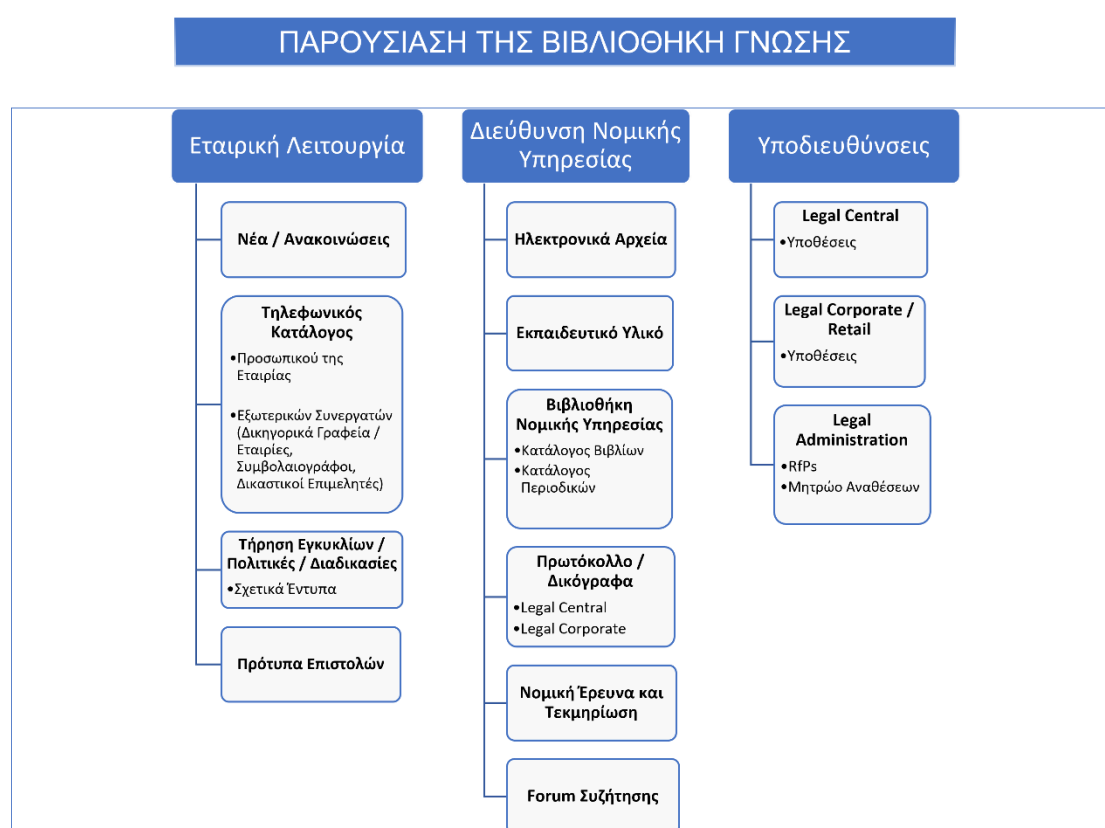 ΠΑΡΟΥΣΙΑΣΗ ΤΗΣ ΒΙΒΛΙΟΘΗΚΗ ΓΝΩΣΗΣ
Εταιρική Λειτουργία
Νέα / Ανακοινώσεις
Τηλεφωνικός
Κατάλογος
•Προσωπικού της
Εταιρίας
•Εξωτερικών Συνεργατών
(Δικηγορικά Γραφεία /
Εταιρίες,
Συμβολαιογράφοι,
Δικαστικοί Επιμελητές)
Τήρηση Εγκυκλίων /
Πολιτικές / Διαδικασίες
•Σχετικά Έντυπα
Πρότυπα Επιστολών
Διεύθυνση Νομικής
Υπηρεσίας
Ηλεκτρονικά Αρχεία
Εκπαιδευτικό Υλικό
Βιβλιοθήκη
Νομικής Υπηρεσίας
•Κατάλογος Βιβλίων
•Κατάλογος
Περιοδικών
Πρωτόκολλο /
Δικόγραφα
•Legal Central
•Legal Corporate
Νομική Έρευνα και
Τεκμηρίωση
Forum Συζήτησης
Υποδιευθύνσεις
Legal Central
•Υποθέσεις
Legal Corporate /
Retail
•Υποθέσεις
Legal
Administration
•RfPs
•Μητρώο Αναθέσεων